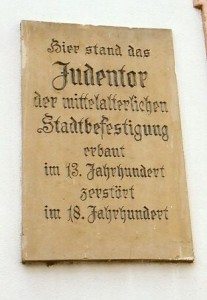 Hier stand das
Judentor
der mittelalterlichen
Stadtbefestigung
erbaut
im 13. Jahrhundert
zerstört
im 18. Jahrhundert